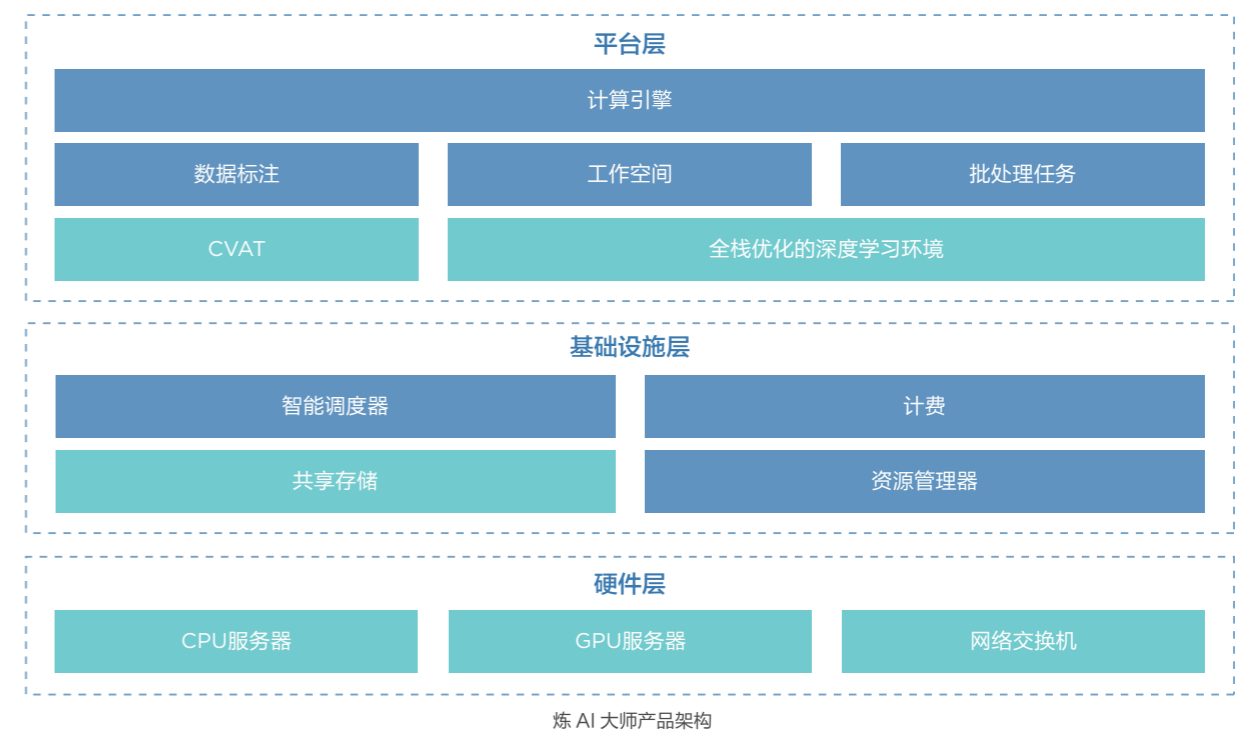 平台层
计算引擎
数据标注
工作空间
批处理任务
CVAT
全栈优化的深度学习环境
基础设施层
智能调度器
计费
共享存储
资源管理器
硬件层
CPU服务器
GPU服务器
网络交换机
炼 AI 大师产品架构